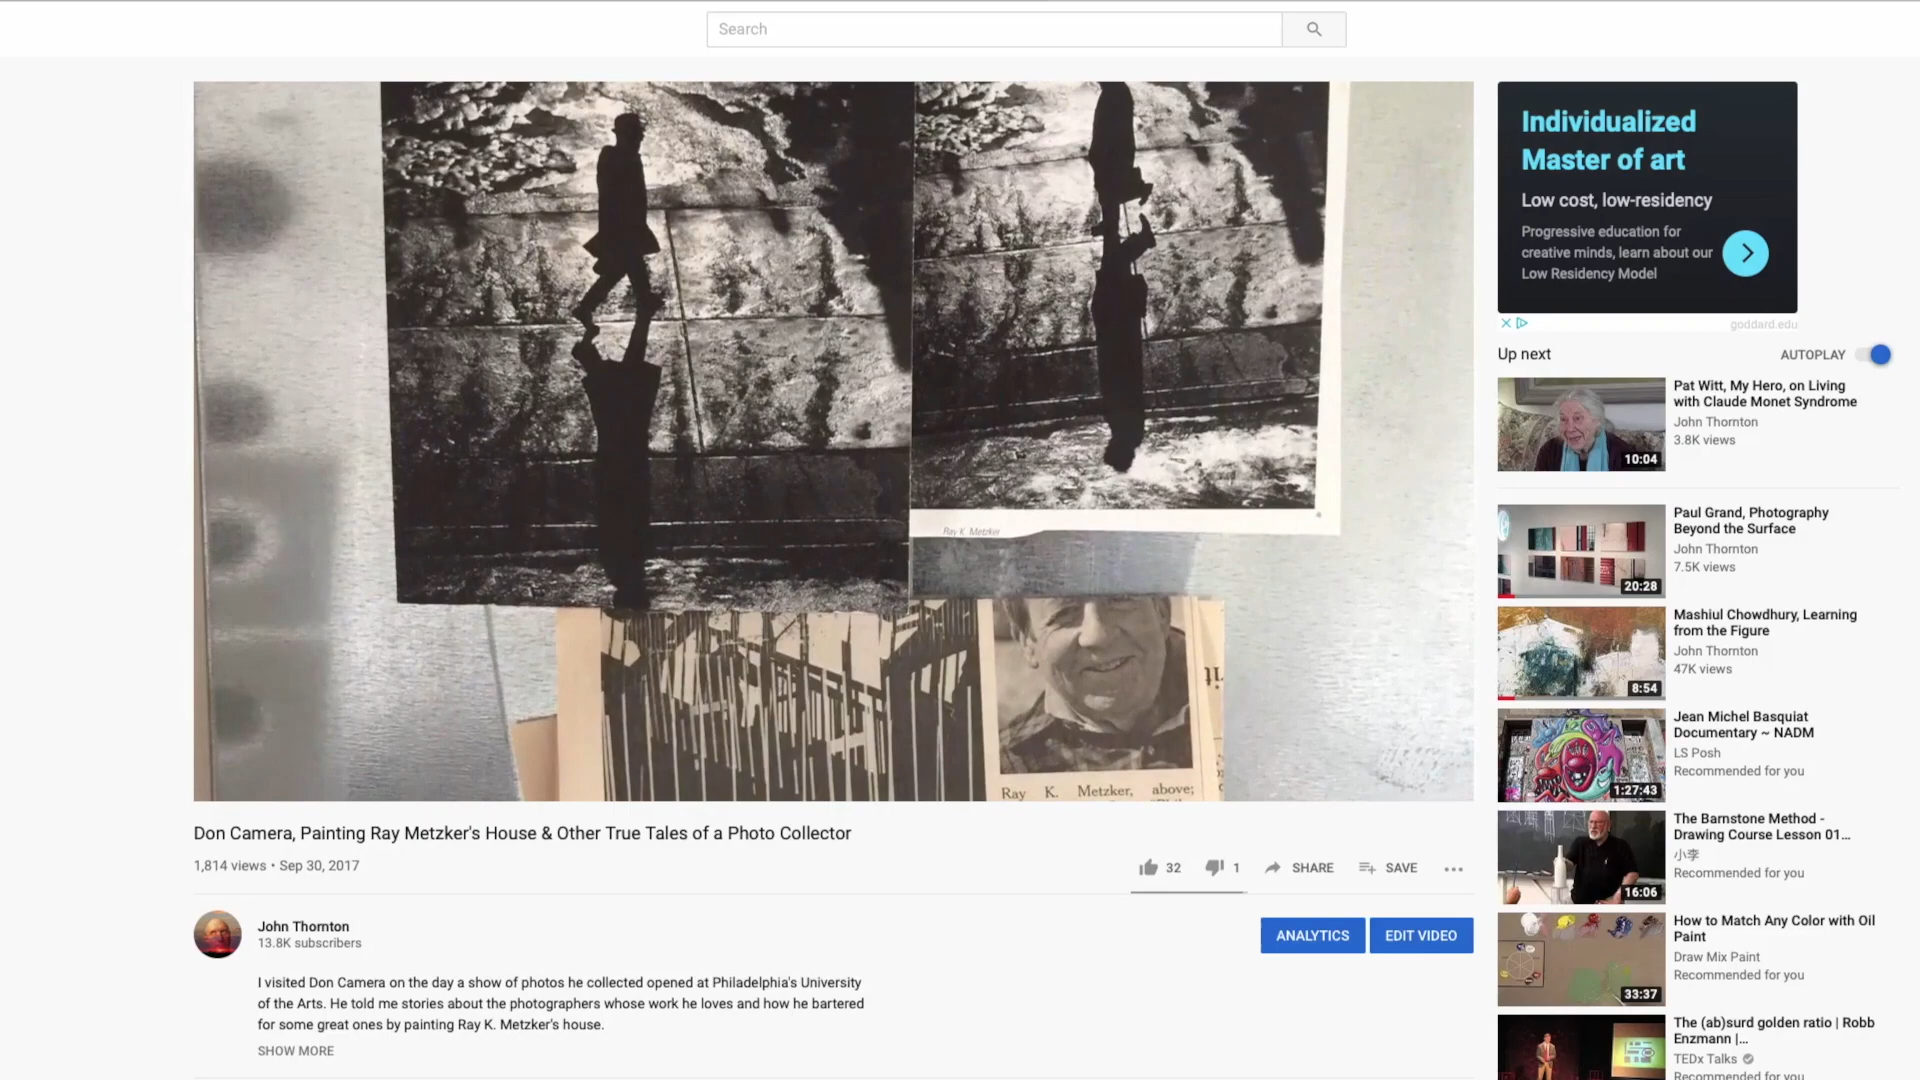 Search
Ray K. Metzker
Ray K. Metzker, above;
Don Camera, Painting Ray Metzker's House & Other True Tales of a Photo Collector
1,814 views • Sep 30, 2017
32
1
SHARE
SAVE
John Thornton
13.8K subscribers
ANALYTICS
EDIT VIDEO
I visited Don Camera on the day a show of photos he collected opened at Philadelphia's University
of the Arts. He told me stories about the photographers whose work he loves and how he bartered
for some great ones by painting Ray K. Metzker's house.
SHOW MORE
Individualized
Master of art
Low cost, low-residency
Progressive education for
creative minds, learn about our
Low Residency Model
goddard.edu
Up next
AUTOPLAY
10:04
Pat Witt, My Hero, on Living
with Claude Monet Syndrome
John Thornton
3.8K views
20:28
Paul Grand, Photography
Beyond the Surface
John Thornton
7.5K views
8:54
Mashiul Chowdhury, Learning
from the Figure
John Thornton
47K views
1:27:43
Jean Michel Basquiat
Documentary ~ NADM
LS Posh
Recommended for you
16:06
The Barnstone Method -
Drawing Course Lesson 01...
小李
Recommended for you
33:37
How to Match Any Color with Oil
Paint
Draw Mix Paint
Recommended for you
The (ab)surd golden ratio | Robb
Enzmann |...
TEDx Talks
Recommended for you